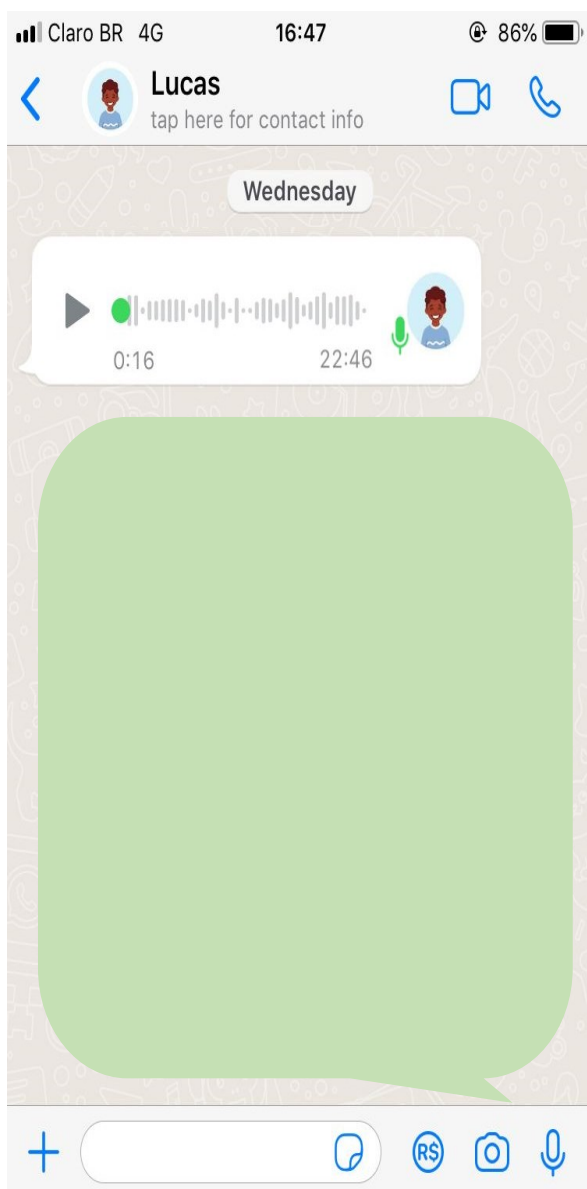 Claro BR 4G 16:47 86%
Lucas
tap here for contact info
Wednesday
0:16 22:46
R$